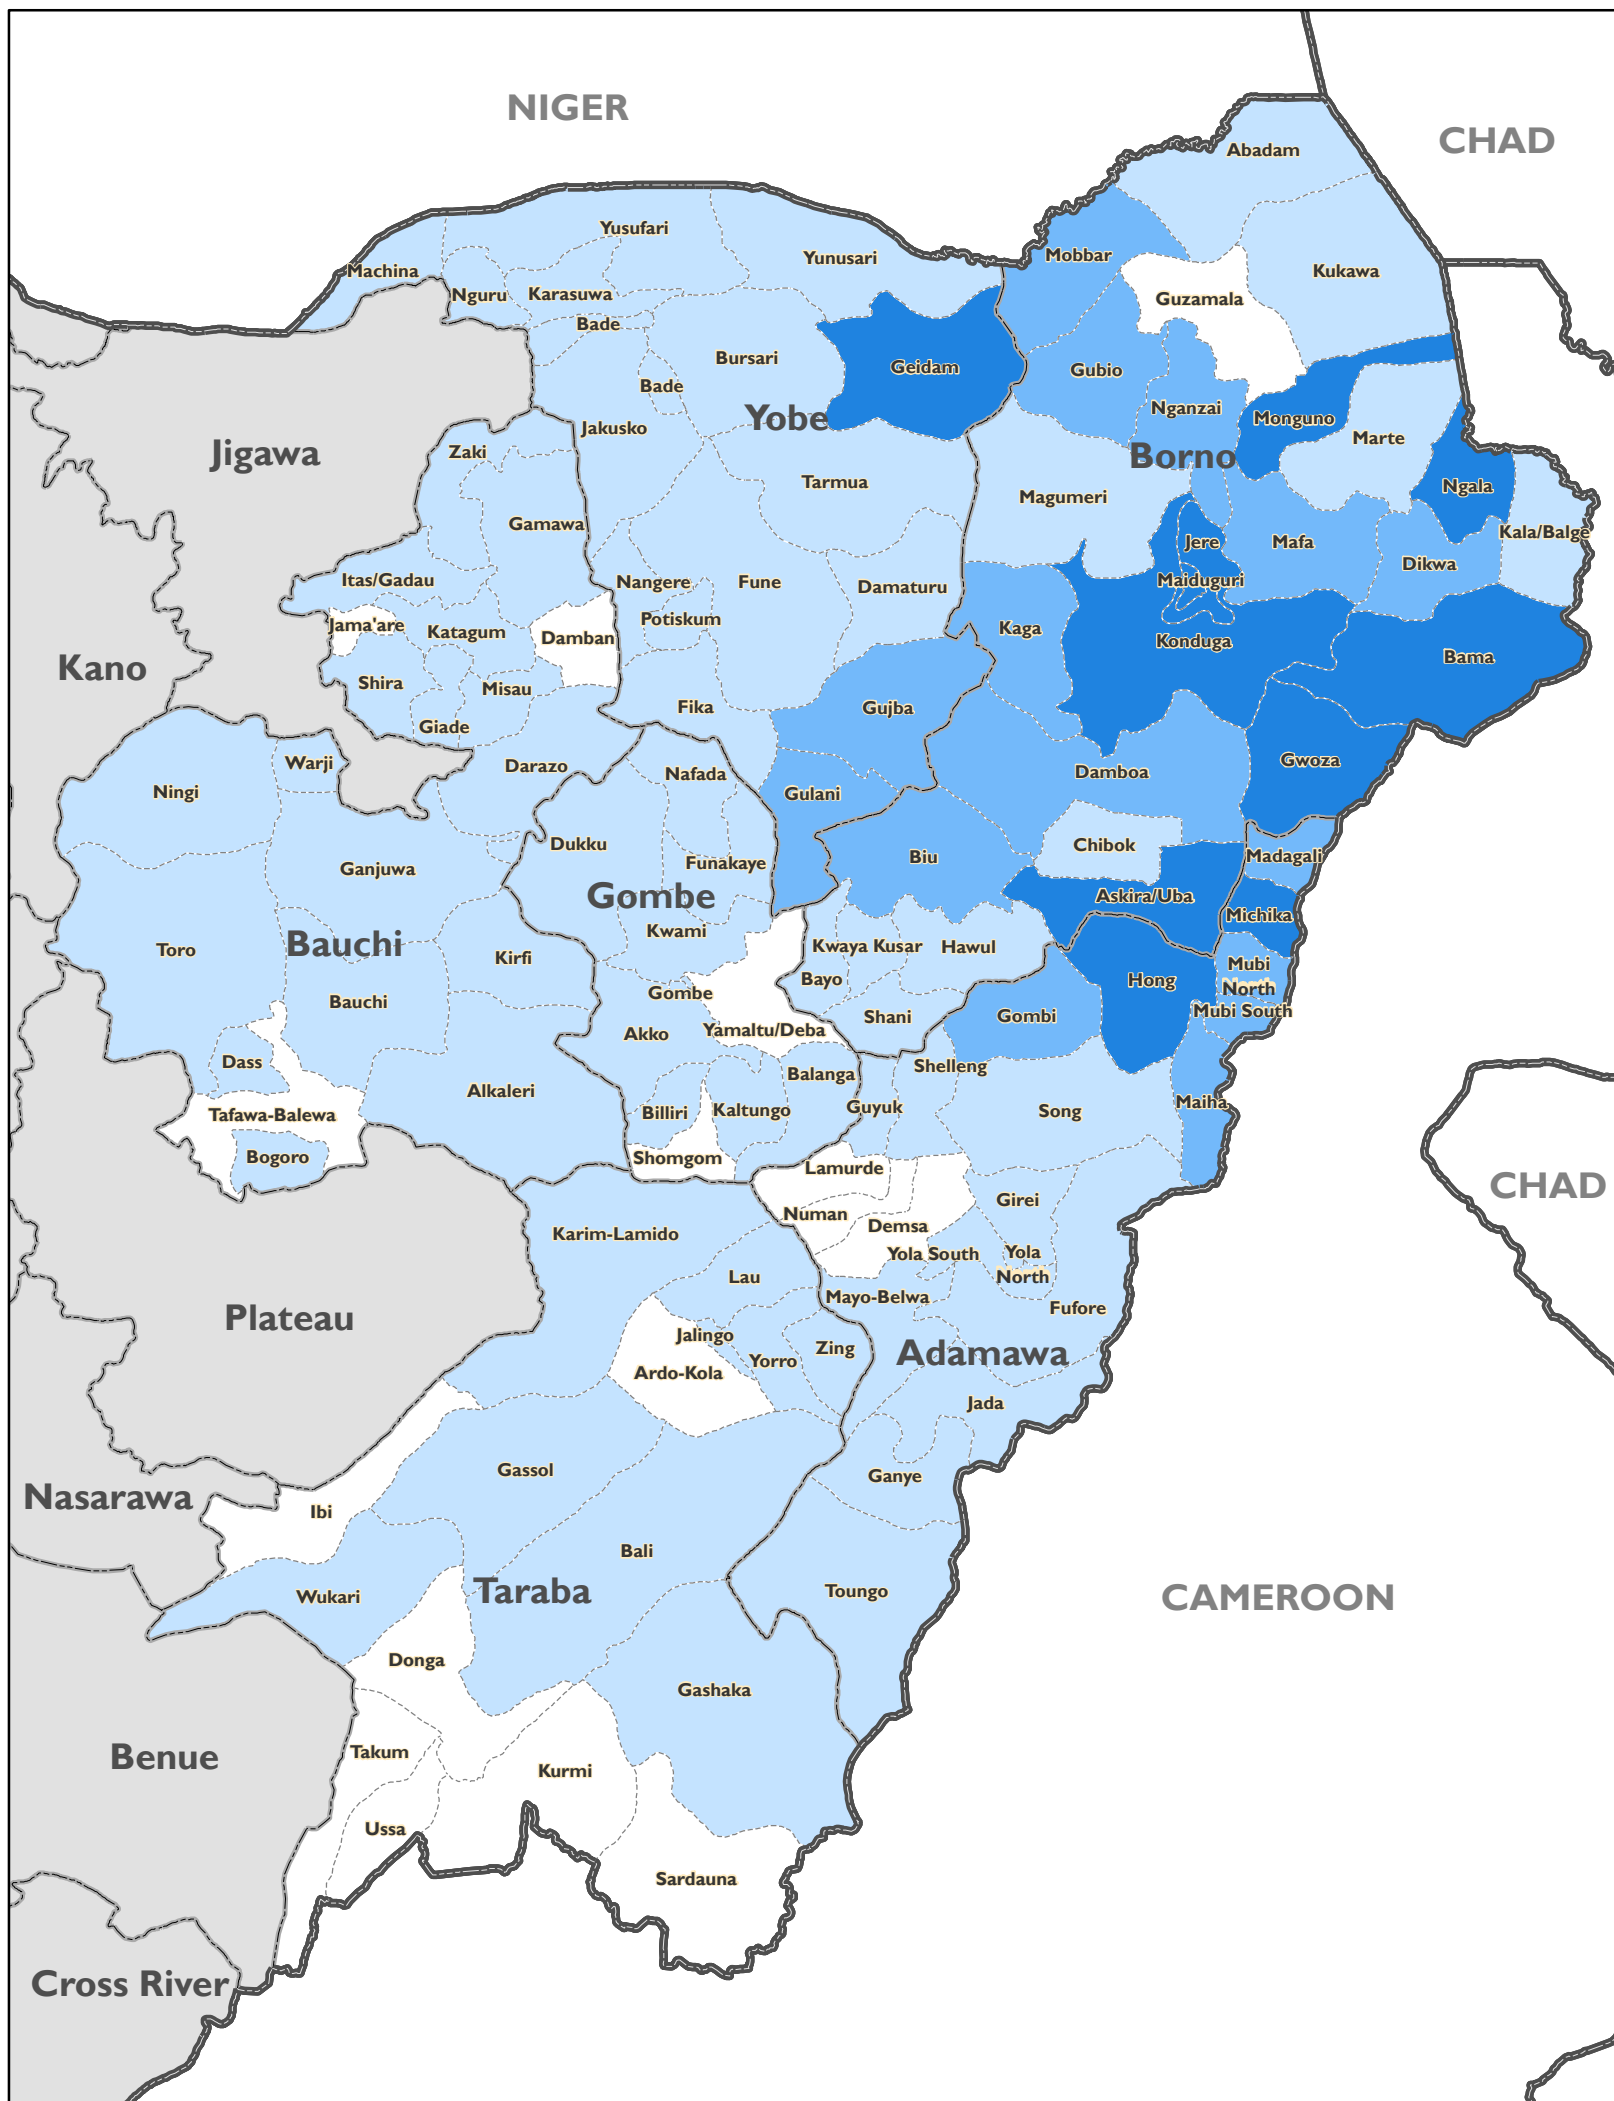 NIGER
CHAD
Abadam
Yusufari
Mobbar
Yunusari
Machina
Kukawa
Nguru
Karasuwa
Guzamala
Bade
Bursari
Geidam
Gubio
Bade
Nganzai
Monguno
Yobe
Jakusko
Marte
Jigawa
Zaki
Borno
Tarmua
Ngala
Magumeri
Gamawa
Kala/Balge
Jere
Mafa
Dikwa
Itas/Gadau
Nangere
Fune
Damaturu
Maiduguri
Jama'are
Katagum
Damban
Potiskum
Kaga
Konduga
Bama
Kano
Shira
Misau
Fika
Gujba
Giade
Warji
Darazo
Nafada
Damboa
Gwoza
Ningi
Gulani
Dukku
Chibok
Ganjuwa
Funakaye
Biu
Madagali
Gombe
Askira/Uba
Michika
Toro
Bauchi
Kwami
Kwaya Kusar
Hawul
Kirfi
Mubi
North
Bayo
Hong
Bauchi
Gombe
Mubi South
Shani
Gombi
Akko
Yamaltu/Deba
Dass
Shelleng
Balanga
Alkaleri
Guyuk
Song
Maiha
Tafawa-Balewa
Billiri
Kaltungo
Bogoro
Shomgom
Lamurde
CHAD
Girei
Numan
Demsa
Karim-Lamido
Yola South
Yola
North
Lau
Mayo-Belwa
Fufore
Plateau
Jalingo
Zing
Yorro
Adamawa
Ardo-Kola
Jada
Gassol
Ganye
Nasarawa
Ibi
Bali
Taraba
Toungo
CAMEROON
Wukari
Donga
Gashaka
Benue
Takum
Kurmi
Ussa
Sardauna
Cross River